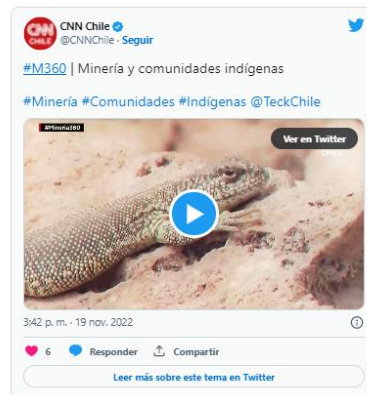 CNN Chile
@CNNChile · Seguir
#M360 | Minería y comunidades indígenas
#Minería #Comunidades #Indígenas @TeckChile
#Minería360
Ver en Twitter
3:42 p. m. · 19 nov. 2022
6 Responder Compartir
Leer más sobre este tema en Twitter